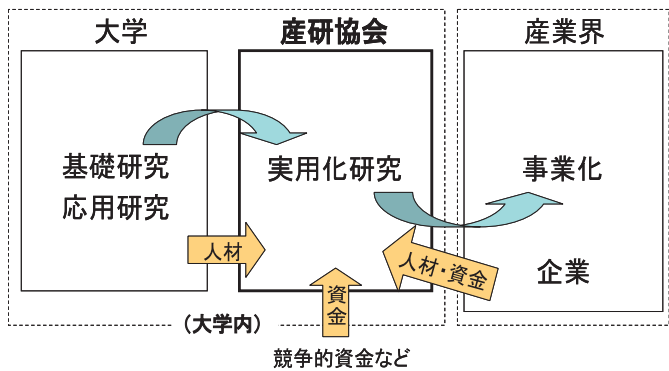 大学
産研協会
産業界
基礎研究
応用研究
実用化研究
事業化
人材
人材・資金
企業
資金
(大学内)
競争的資金など